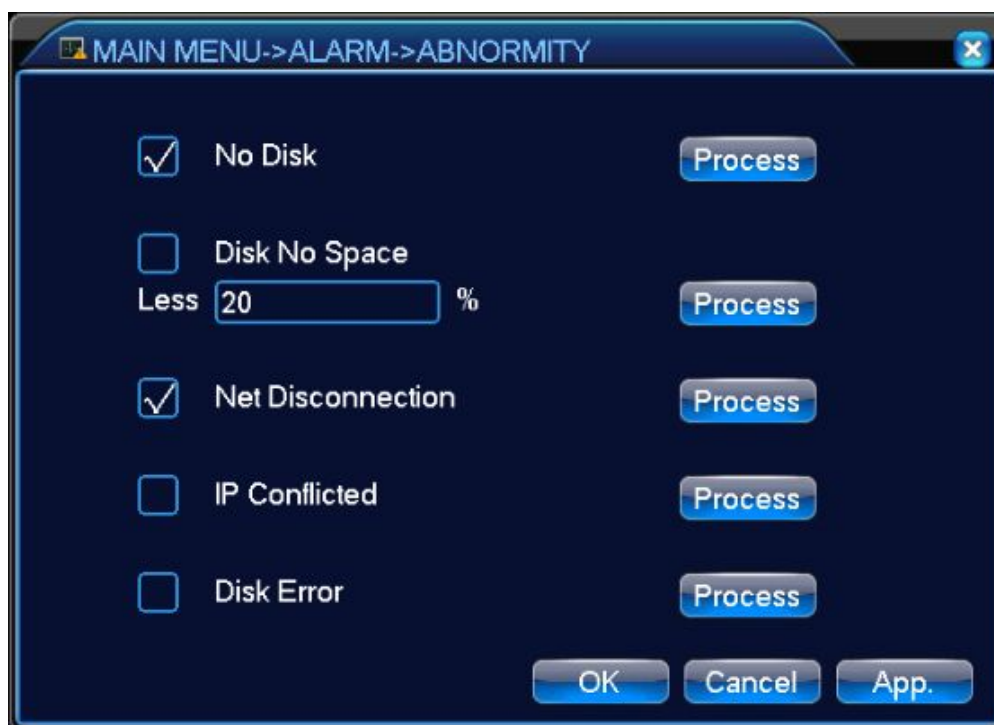 MAIN MENU->ALARM->ABNORMITY
No Disk Process
Disk No Space
Less 20 % Process
Net Disconnection Process
IP Conflicted Process
Disk Error Process
OK Cancel App.